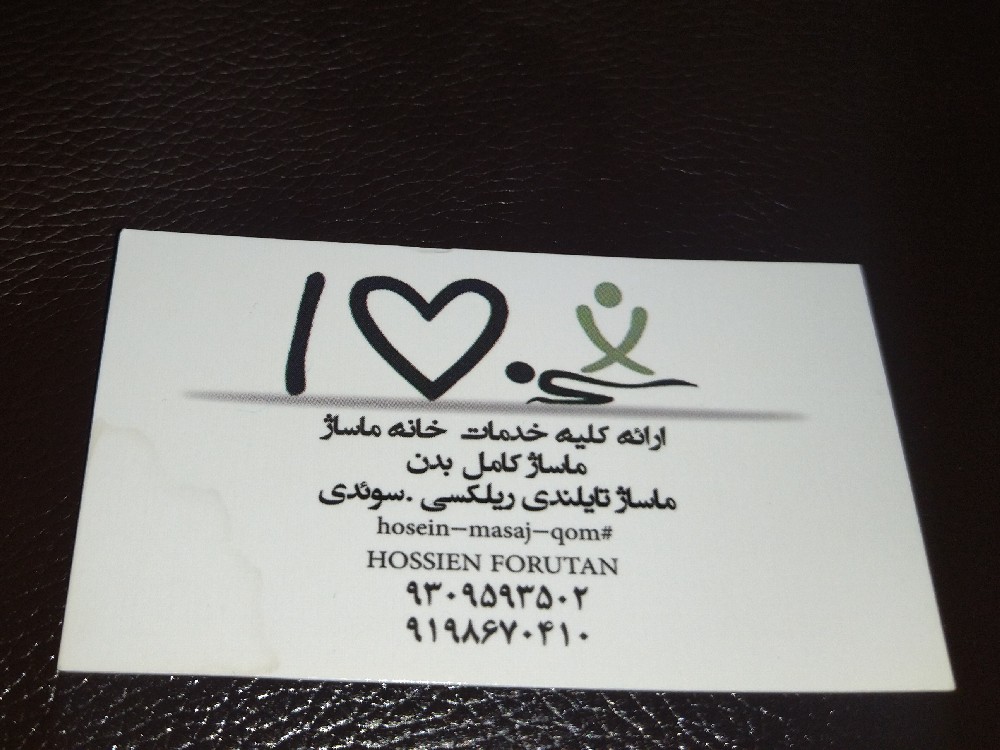 I
ارائه کلیه خدمات خانه ماساژ
ماساژ کامل بدن
ماساژ تایلندی ریلکسی .سوئدی
hosein-masaj-qom#
HOSSIEN FORUTAN
۹۳۰۹۵۹۳۵۰۲
۹۱۹۸۶۷۰۴۱۰